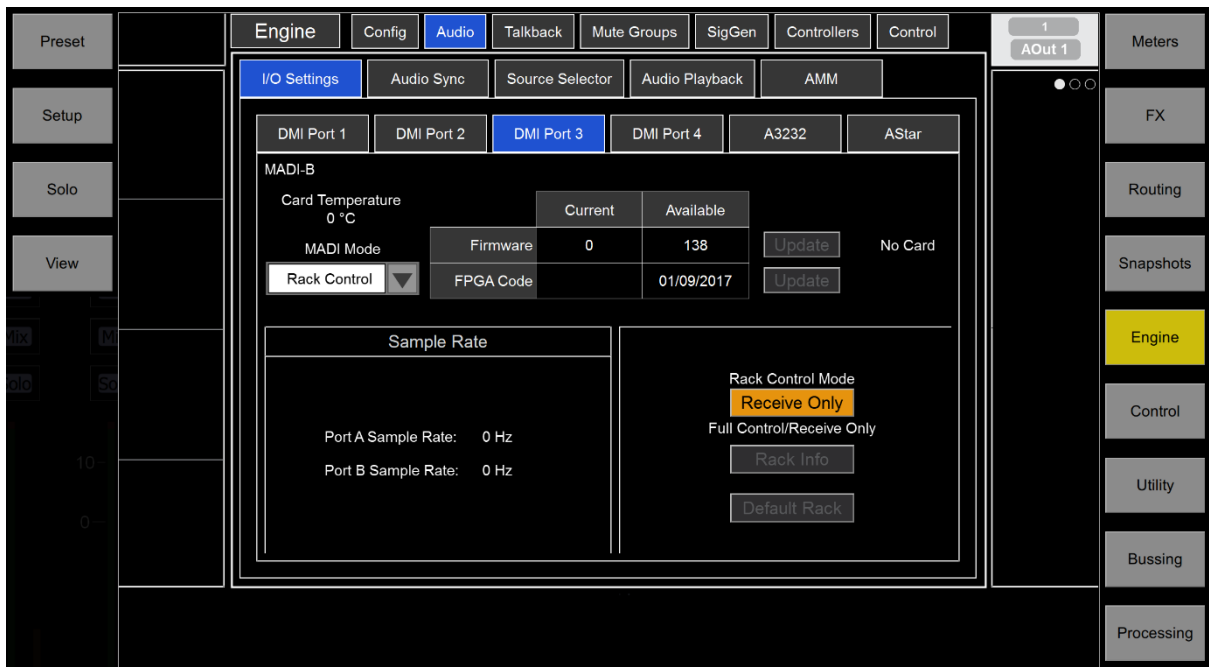 Preset
Setup
Solo
View
Engine Config Audio Talkback Mute Groups SigGen Controllers Control
I/O Settings Audio Sync Source Selector Audio Playback AMM
DMI Port 1 DMI Port 2 DMI Port 3 DMI Port 4 A3232 AStar
MADI-B
Card Temperature
0 °C
MADI Mode
Rack Control
Current Available
Firmware 0 138 Update No Card
FPGA Code 01/09/2017 Update
Sample Rate
Port A Sample Rate: 0 Hz
Port B Sample Rate: 0 Hz
Rack Control Mode
Receive Only
Full Control/Receive Only
Rack Info
Default Rack
1
AOut 1
Meters
FX
Routing
Snapshots
Engine
Control
Utility
Bussing
Processing
Mix
Solo
10
0